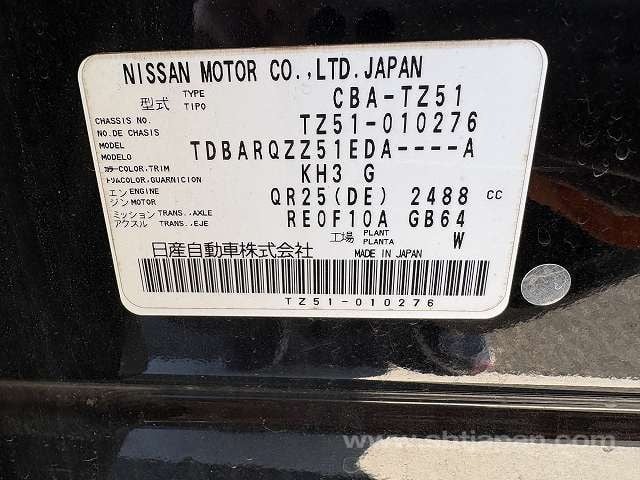 NISSAN MOTOR CO.,LTD.JAPAN
型式 TYPE TIPO CBA-TZ51
CHASSIS NO. NO.DE CHASIS TZ51-010276
MODEL MODELO TDBARQZZ51EDA----A
カラー COLOR,TRIM トリム COLOR,GUARNICION KH3 G
エンジン ENGINE MOTOR QR25(DE) 2488 cc
ミッション TRANS.,AXLE アクスル TRANS.,EJE RE0F10A GB64
工場 PLANT PLANTA W
日産自動車株式会社 MADE IN JAPAN
TZ51-010276
www.sbtjapan.com